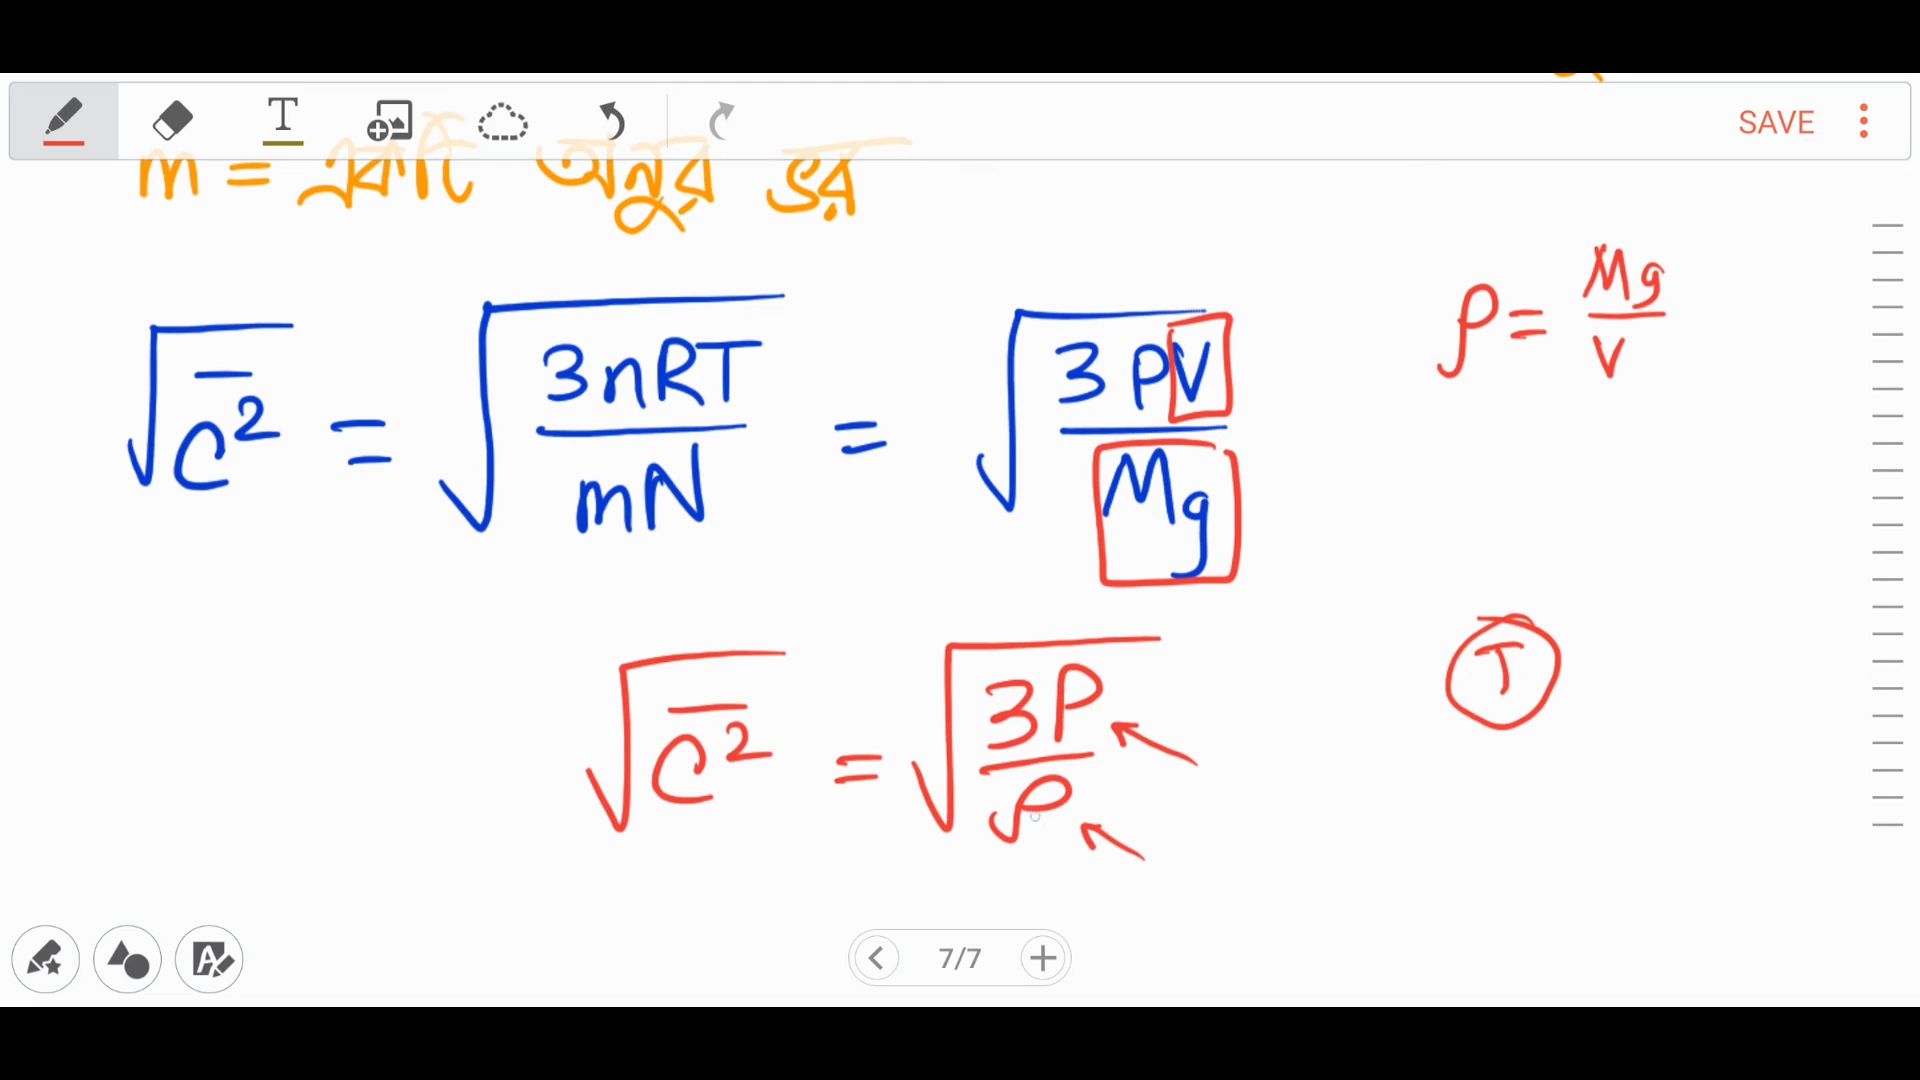 T SAVE
m = একটি অনুর ভর
√c̅² = √(3nRT/mN) = √(3PV/Mg)
ρ = Mg/V
√c̅² = √(3P/ρ)
T
A
7/7